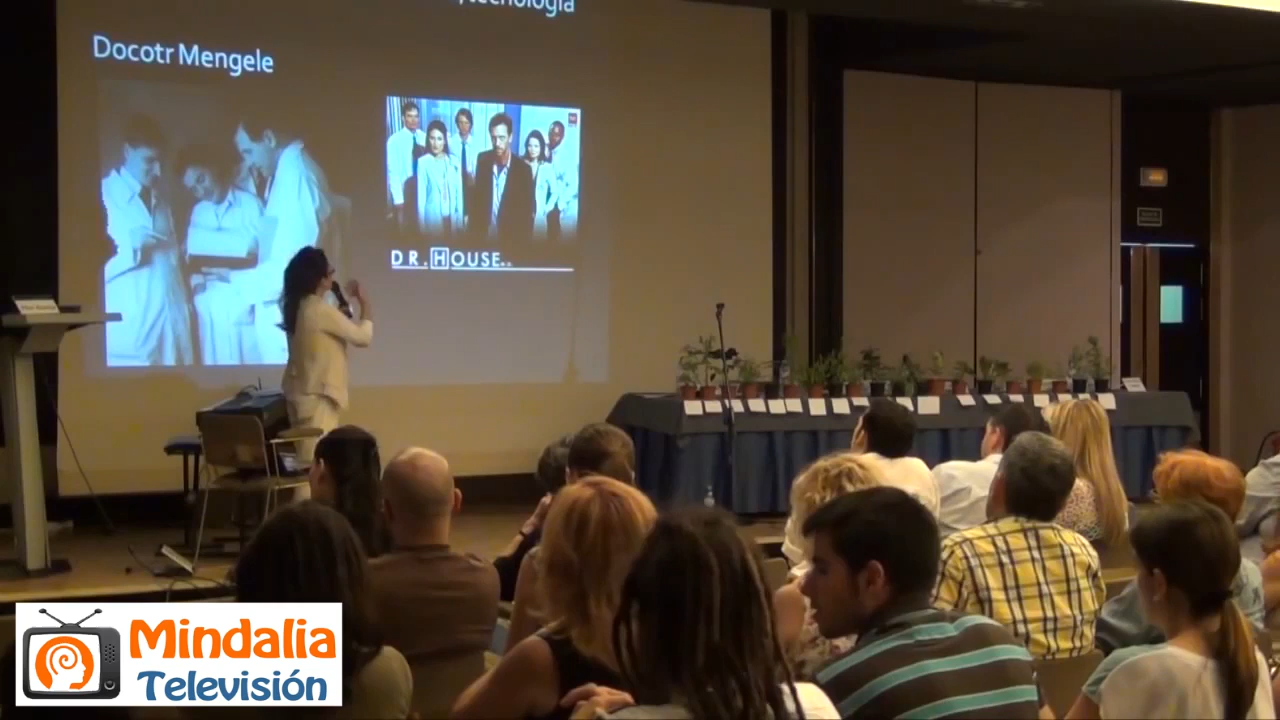 tecnología
Docotr Mengele
DR. HOUSE
Mindalia
Televisión